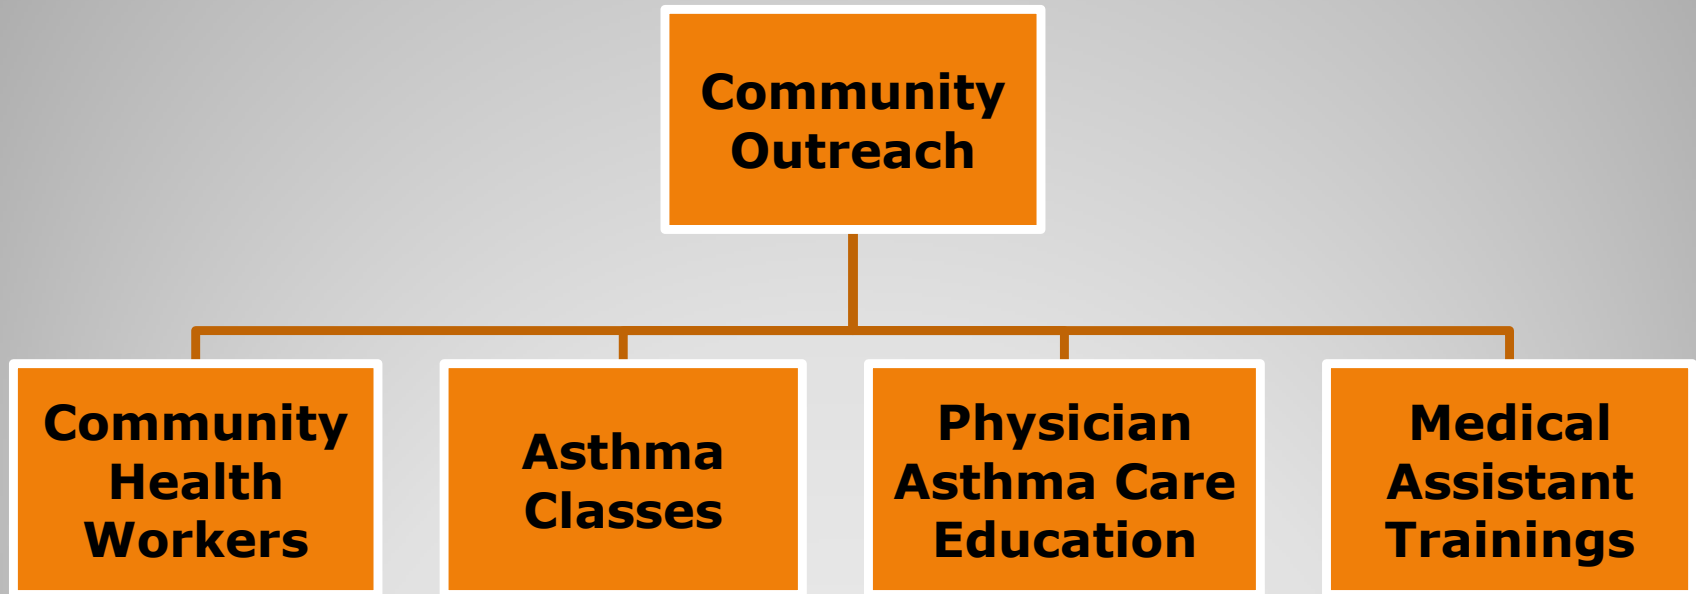 Community
Outreach
Community
Health
Workers
Asthma
Classes
Physician
Asthma Care
Education
Medical
Assistant
Trainings